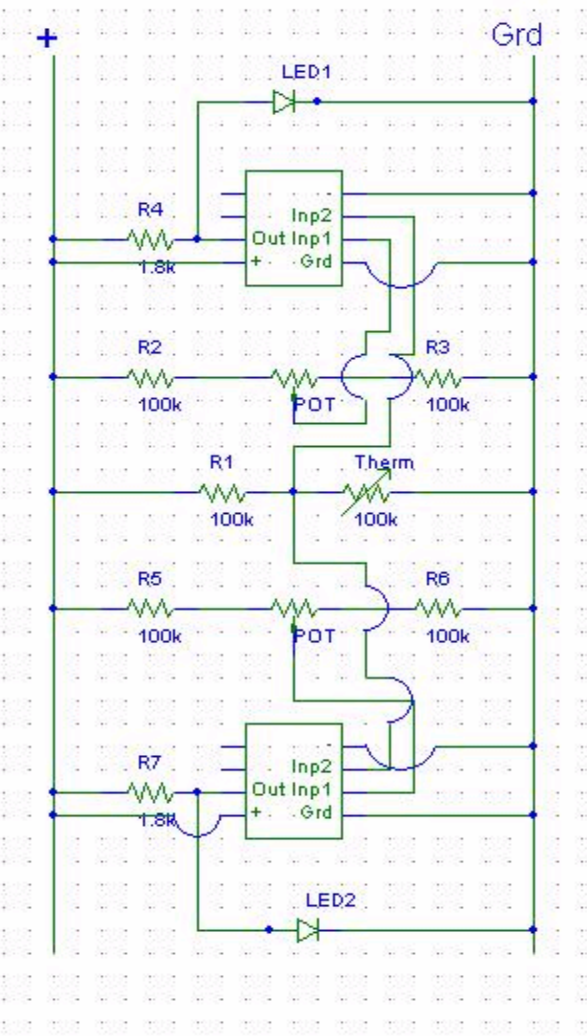 + Grd
LED1
R4
1.8k
-
Inp2
Out Inp1
+ Grd
R2 R3
100k POT 100k
R1 Therm
100k 100k
R5 R6
100k POT 100k
-
Inp2
R7
Out Inp1
1.8k
+ Grd
LED2